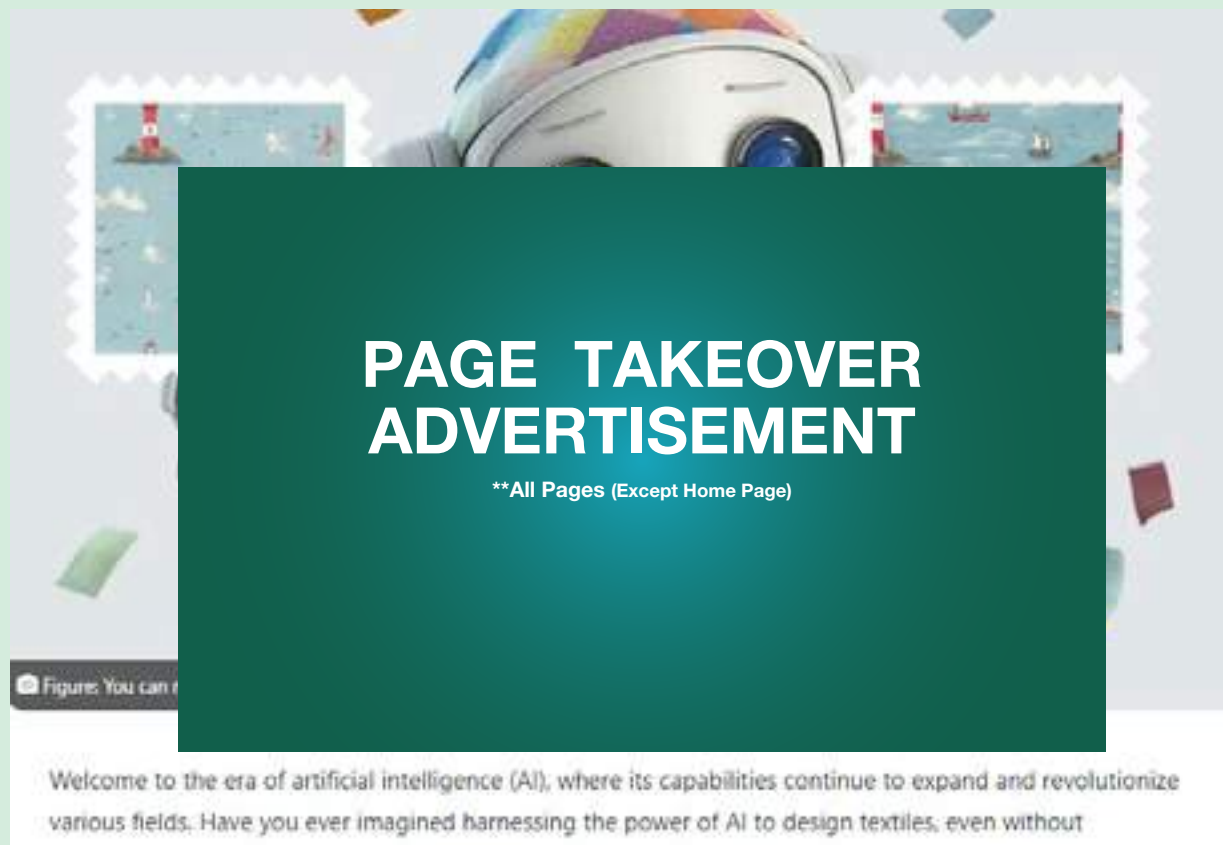 PAGE TAKEOVER
ADVERTISEMENT
**All Pages (Except Home Page)
Figure: You can
Welcome to the era of artificial intelligence (AI), where its capabilities continue to expand and revolutionize
various fields. Have you ever imagined harnessing the power of AI to design textiles, even without